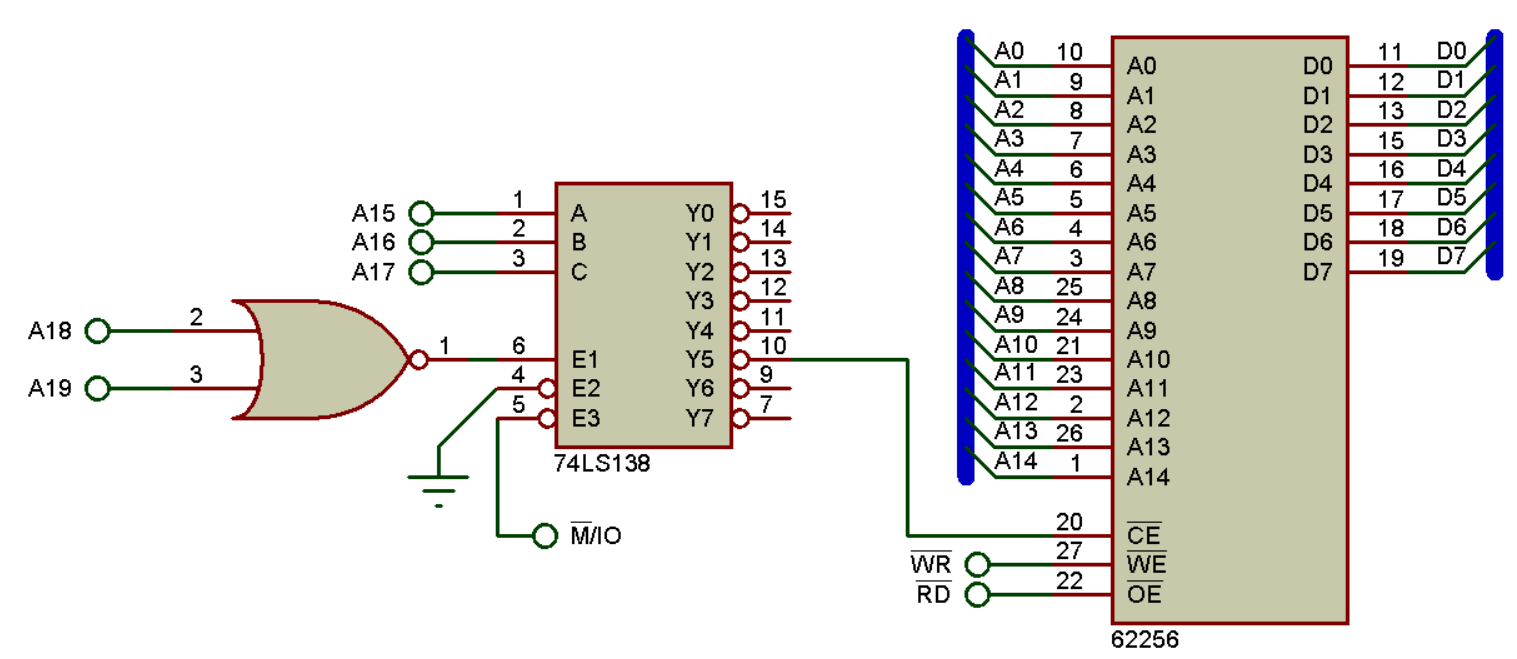 A0 10 A0 D0 11 D0
A1 9 A1 D1 12 D1
A2 8 A2 D2 13 D2
A3 7 A3 D3 15 D3
A4 6 A4 D4 16 D4
A15 1 A Y0 15 A5 5 A5 D5 17 D5
A16 2 B Y1 14 A6 4 A6 D6 18 D6
A17 3 C Y2 13 A7 3 A7 D7 19 D7
Y3 12 A8 25 A8
A18 2 Y4 11 A9 24 A9
1 6 E1 Y5 10 A10 21 A10
A19 3 4 E2 Y6 9 A11 23 A11
5 E3 Y7 7 A12 2 A12
A13 26 A13
74LS138 A14 1 A14
M̅/IO 20 C̅E̅
W̅R̅ 27 W̅E̅
R̅D̅ 22 O̅E̅
62256